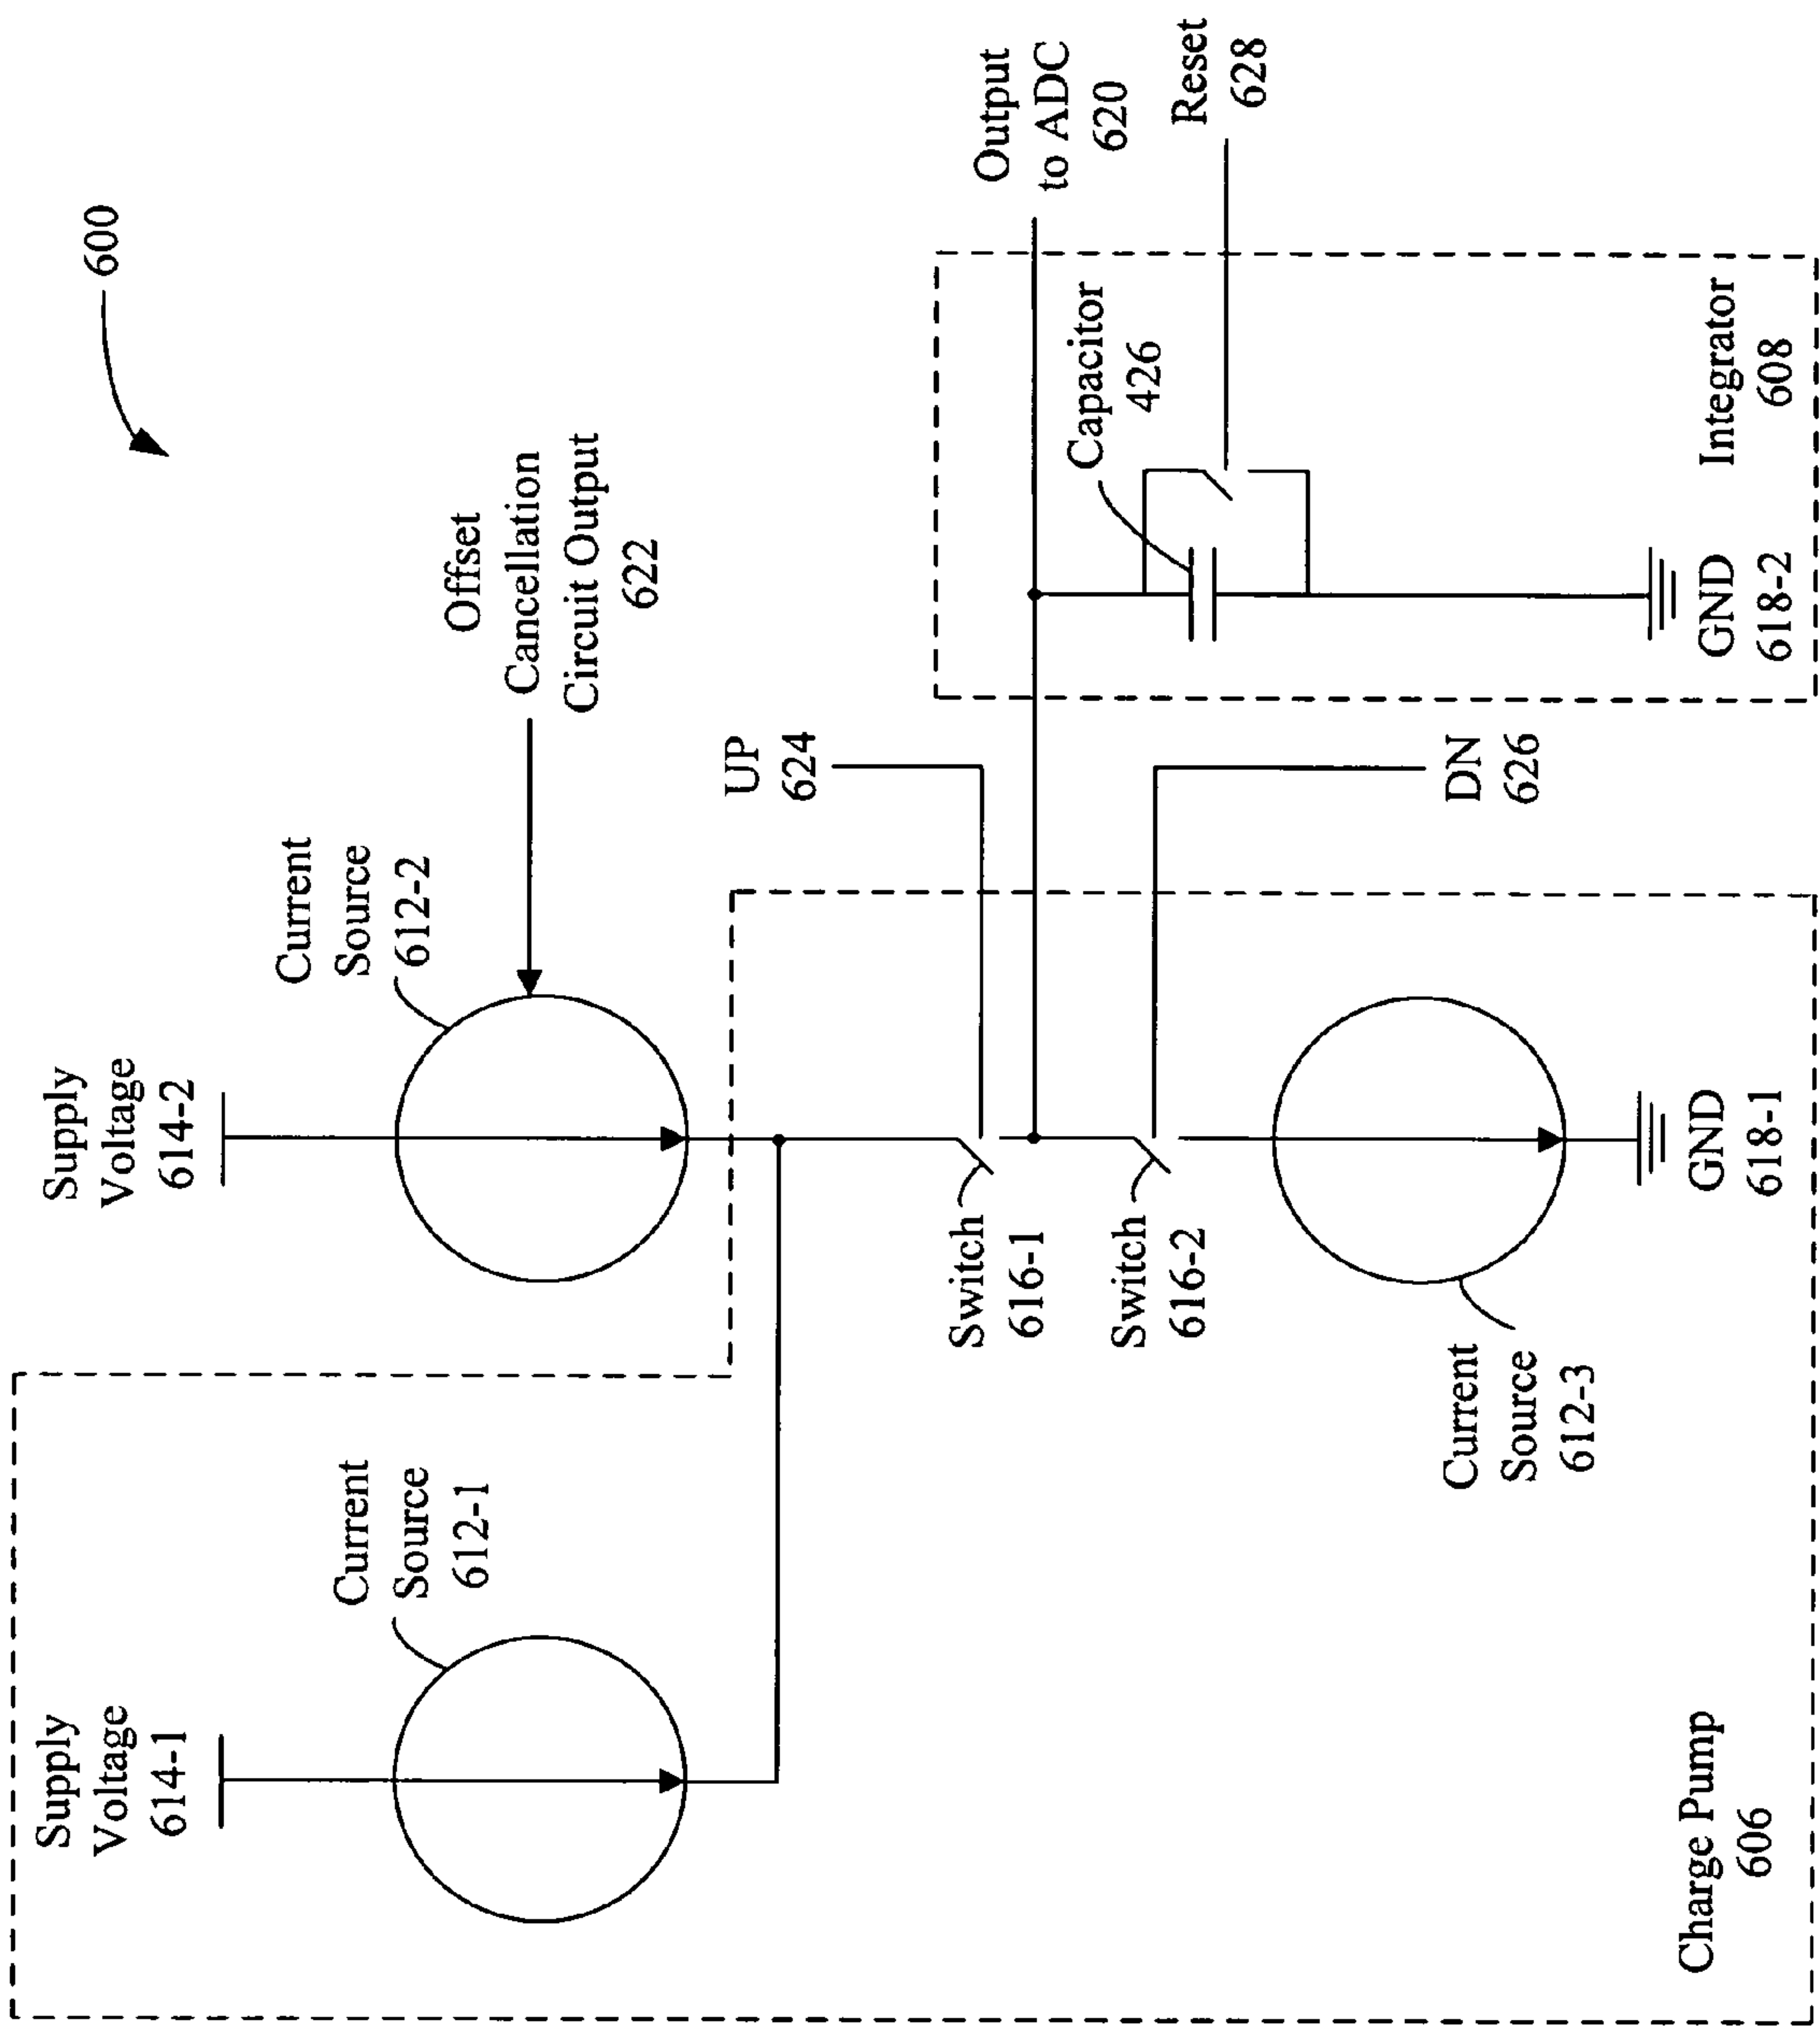 600
Supply
Voltage
614-1
Supply
Voltage
614-2
Current
Source
612-1
Current
Source
612-2
Offset
Cancellation
Circuit Output
622
UP
624
Switch
616-1
Switch
616-2
Output
to ADC
620
Reset
628
Capacitor
426
DN
626
Current
Source
612-3
Charge Pump
606
GND
618-1
GND
618-2
Integrator
608